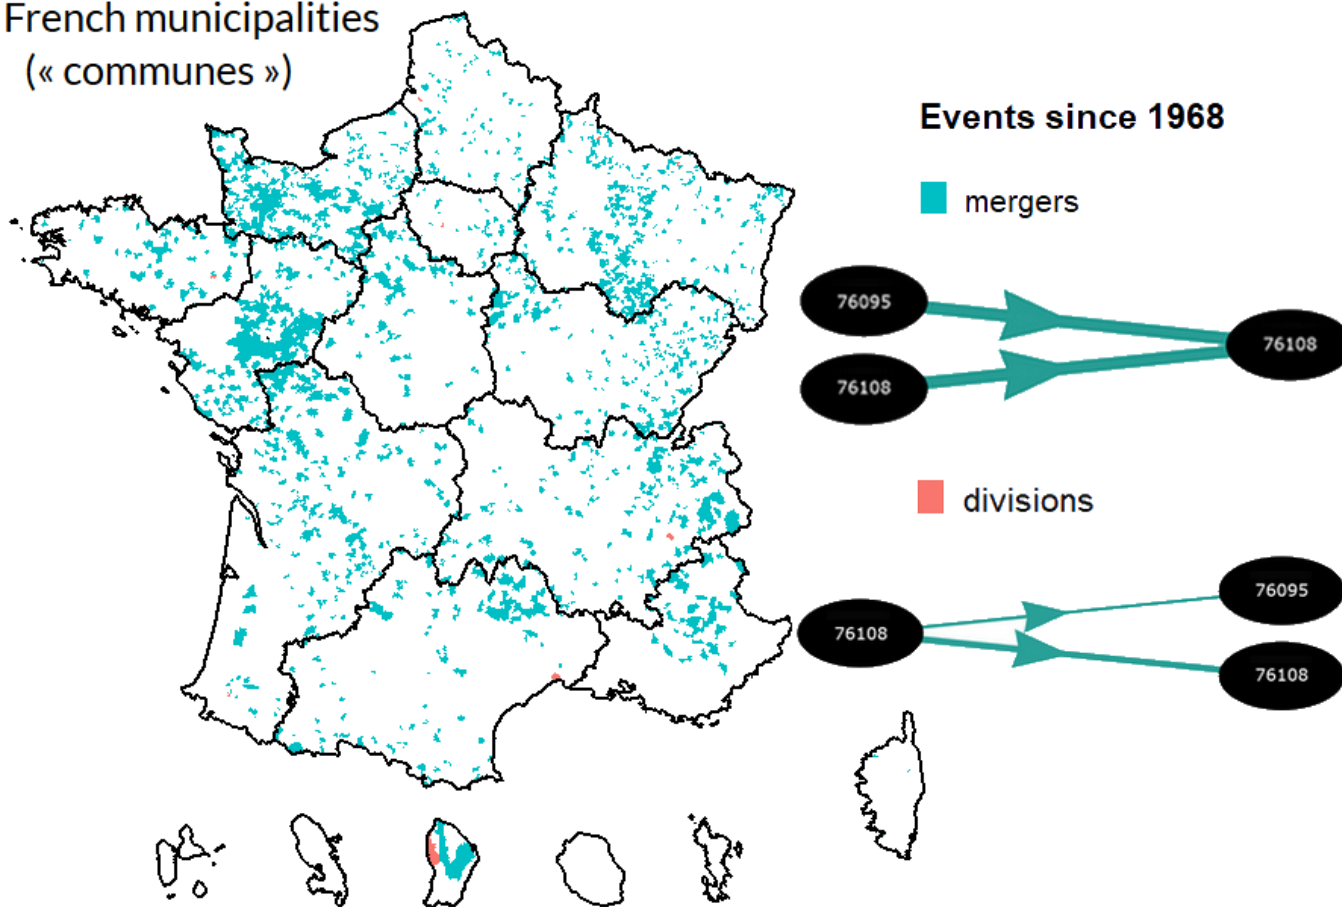 French municipalities
(« communes »)
Events since 1968
mergers
76095
76108
76108
divisions
76108
76095
76108